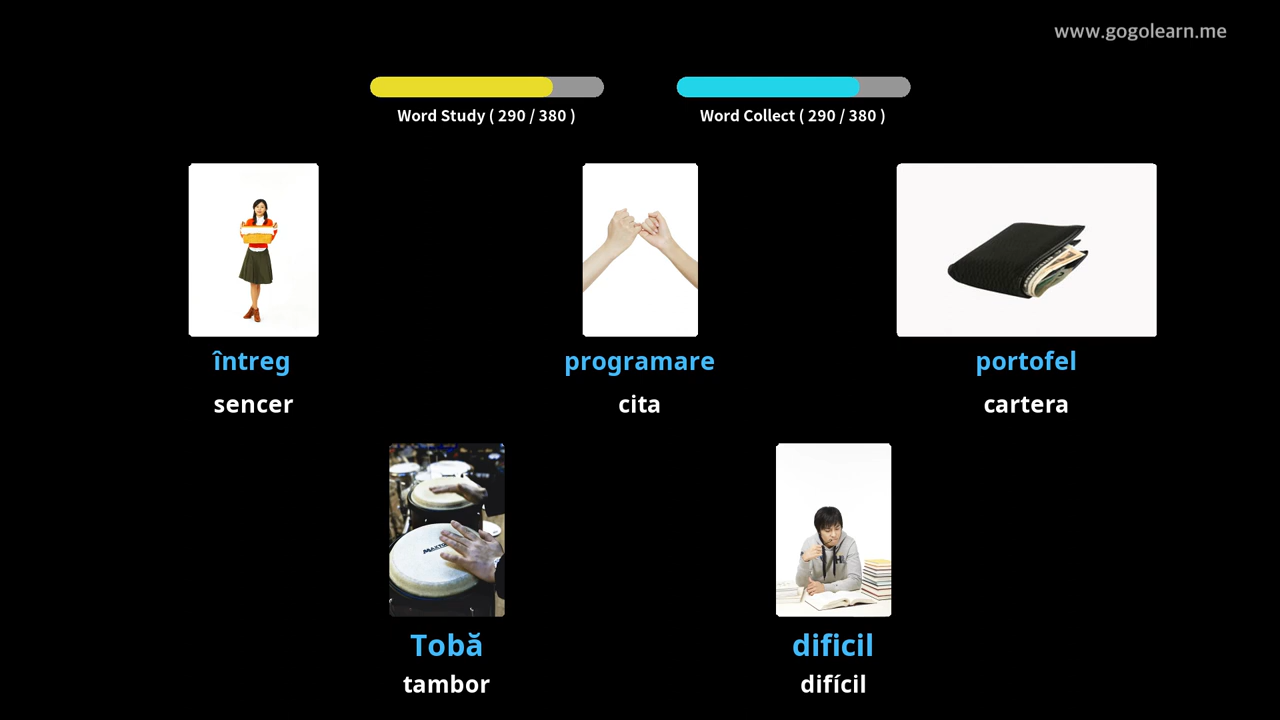 www.gogolearn.me
Word Study ( 290 / 380 )
Word Collect ( 290 / 380 )
întreg
programare
portofel
sencer
cita
cartera
Tobă
dificil
tambor
difícil